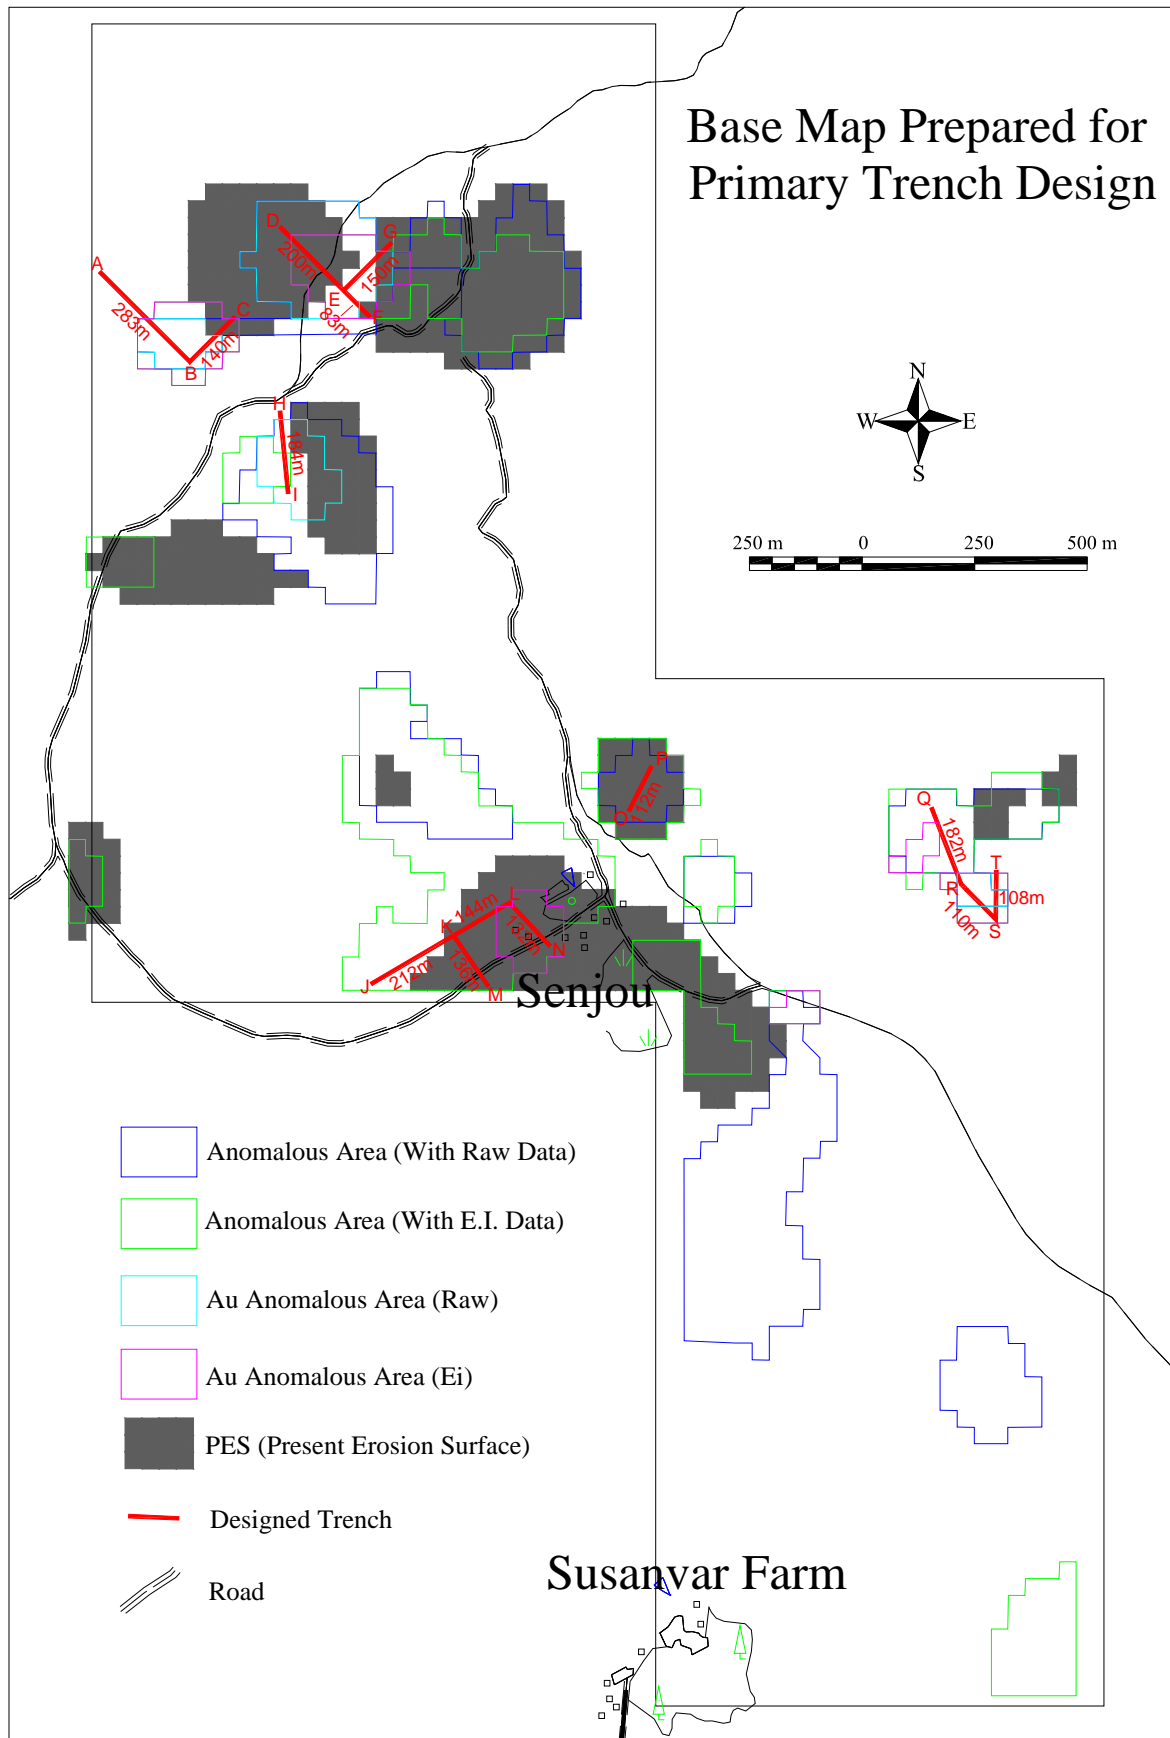 Base Map Prepared for
Primary Trench Design
D
G
A
200m
150m
E
C
F
83m
283m
140m
B
H
184m
I
N
W
E
S
250 m
0
250
500 m
P
O
112m
Q
182m
T
R
108m
110m
S
L
144m
K
132m
N
J
212m
136m
M
Senjou
Anomalous Area (With Raw Data)
Anomalous Area (With E.I. Data)
Au Anomalous Area (Raw)
Au Anomalous Area (Ei)
PES (Present Erosion Surface)
Designed Trench
Road
Susanvar Farm